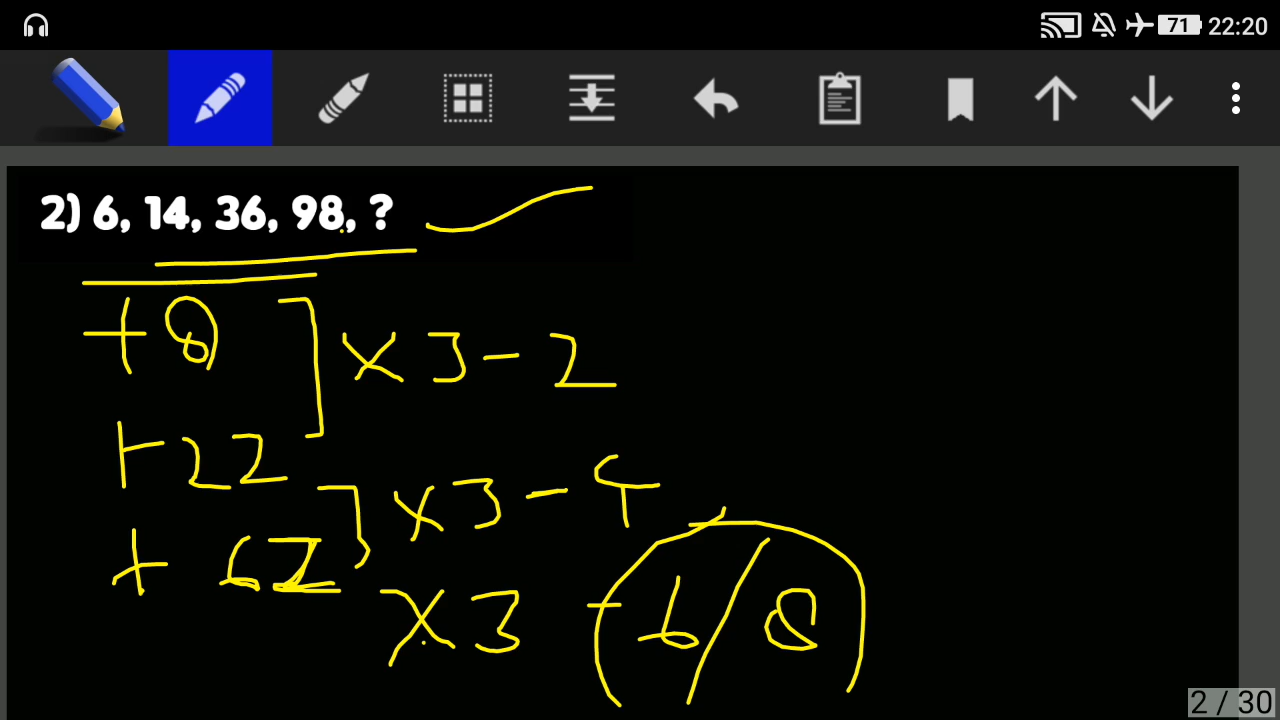 71 22:20
2) 6, 14, 36, 98, ?
+8 ] ×3-2
+22
+62 ] ×3-4
×3 -6/8
2 / 30